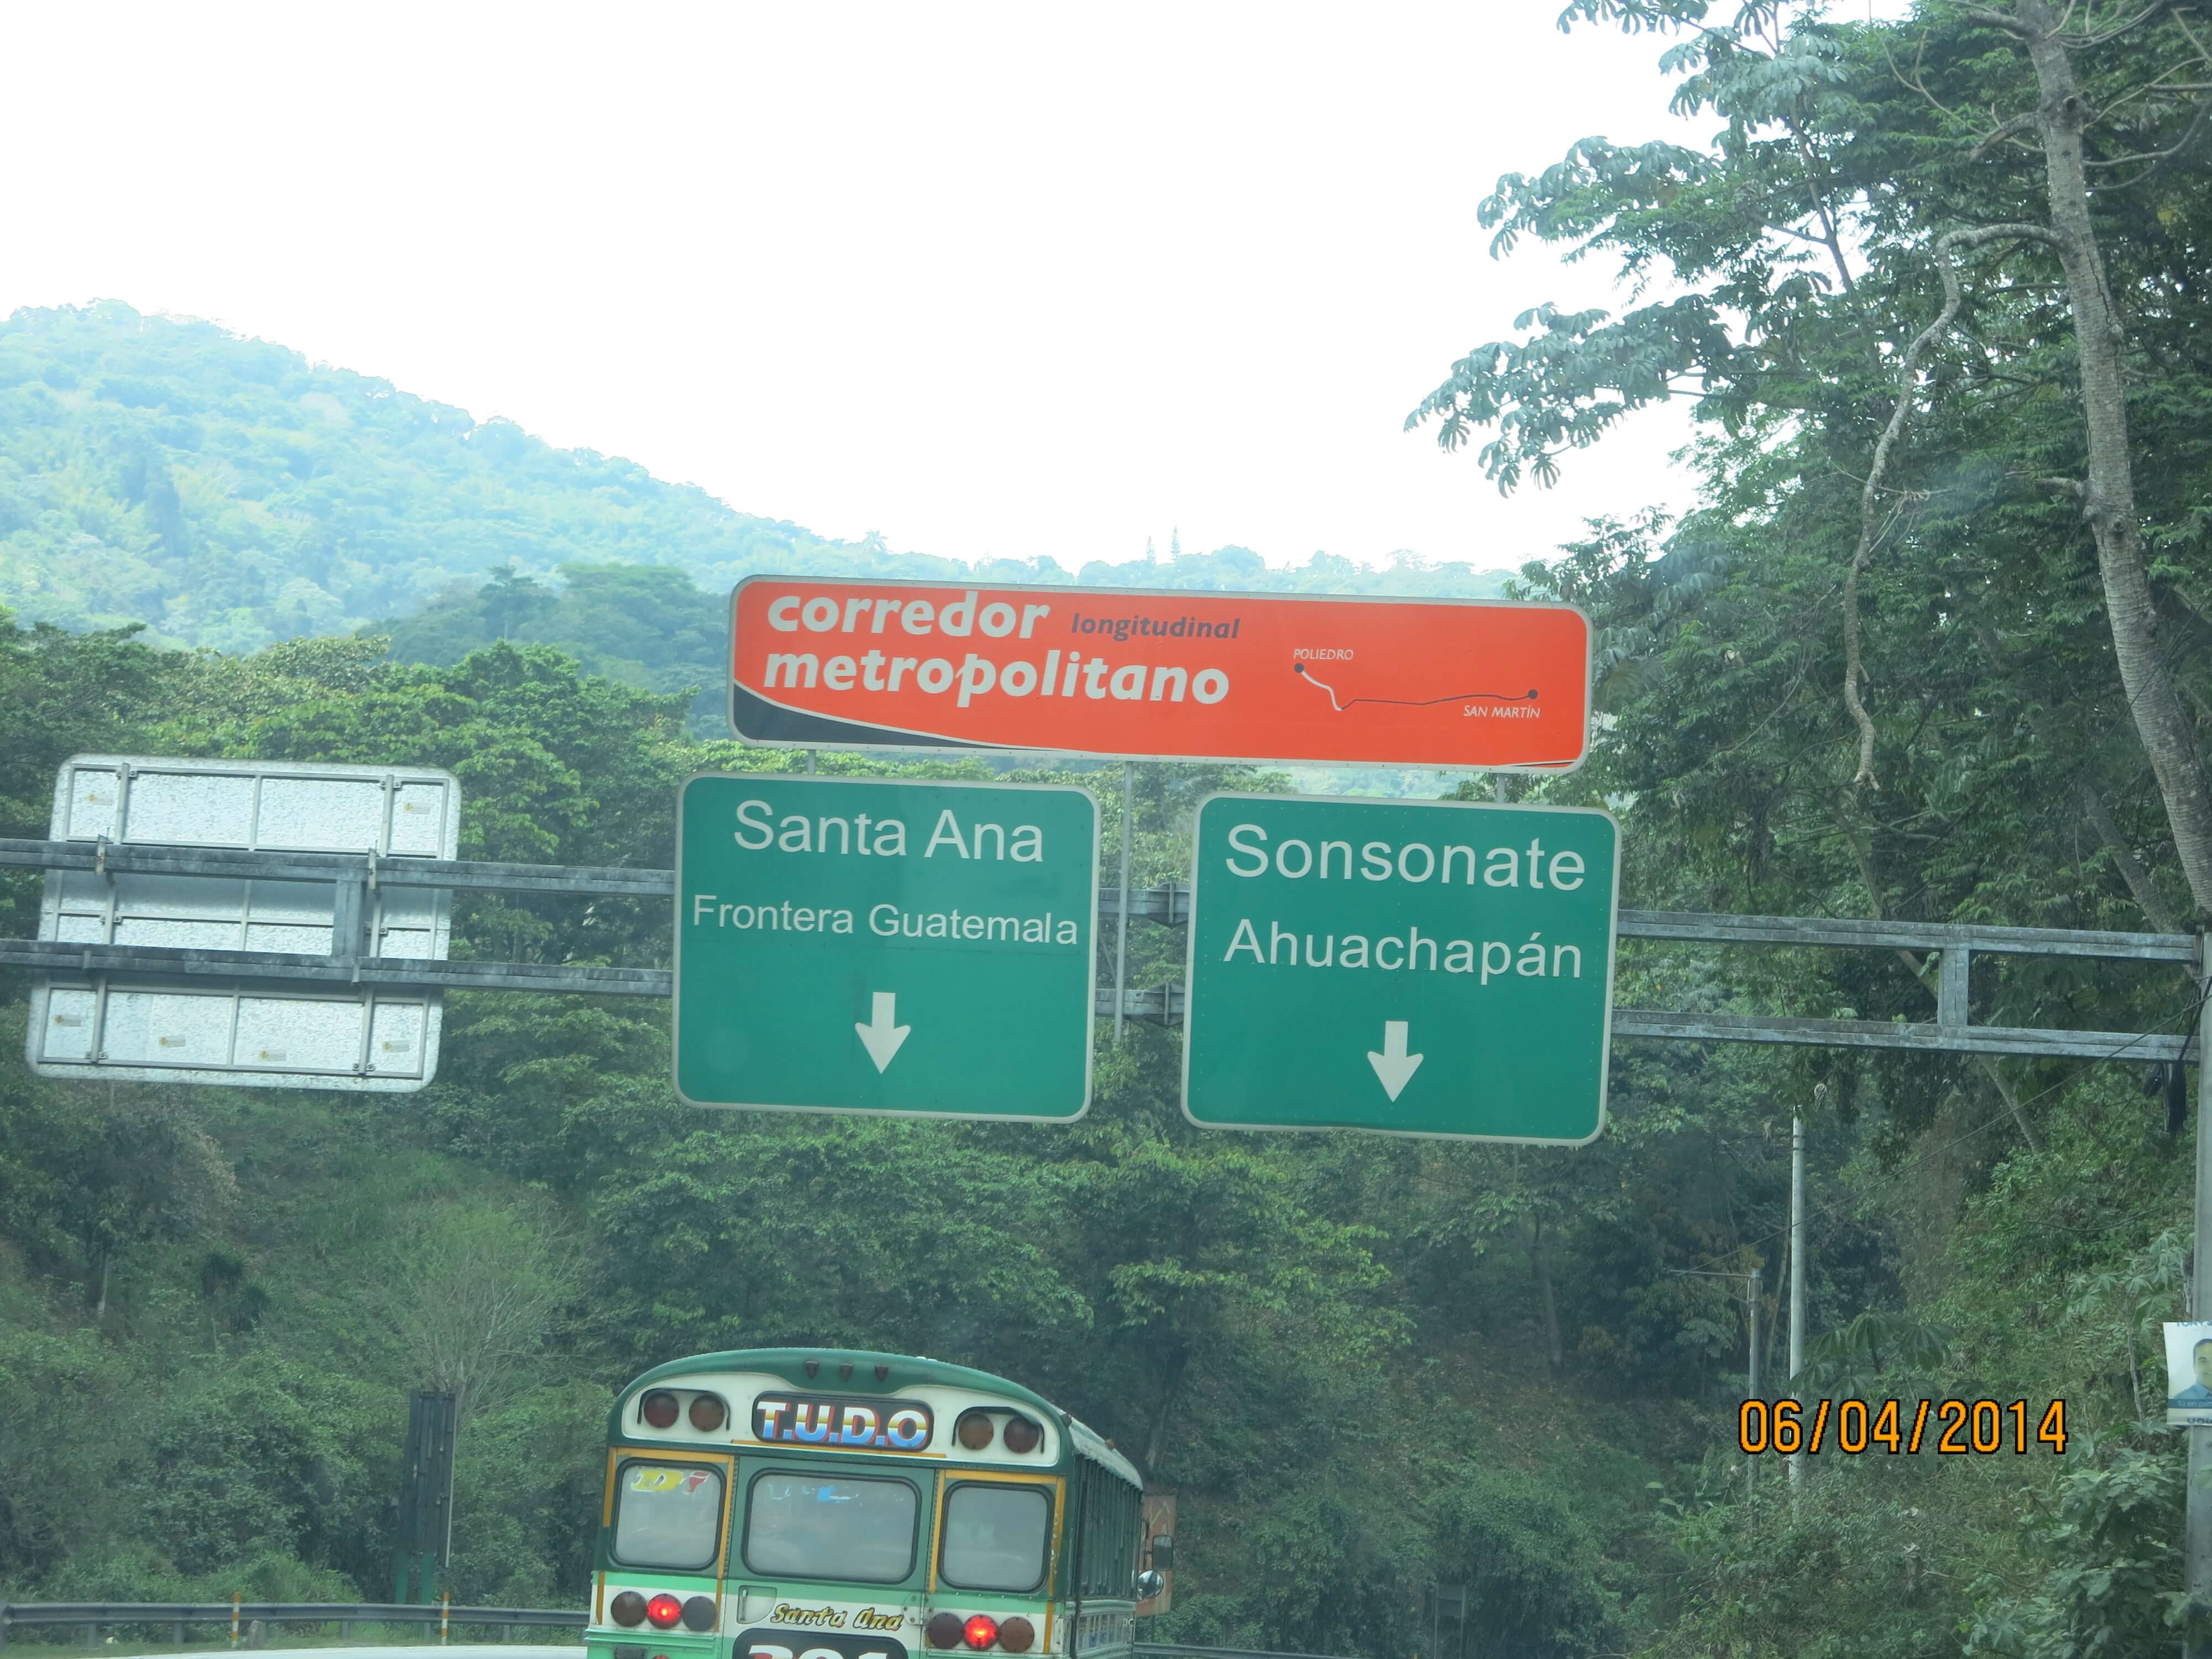 corredor longitudinal
metropolitano
POLIEDRO
SAN MARTÍN
Santa Ana
Frontera Guatemala
Sonsonate
Ahuachapán
T.U.D.O
Santa Ana
06/04/2014